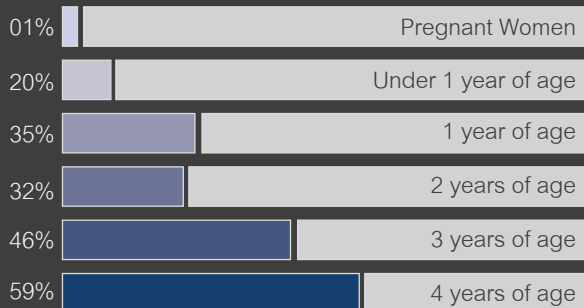 01% Pregnant Women
20% Under 1 year of age
35% 1 year of age
32% 2 years of age
46% 3 years of age
59% 4 years of age